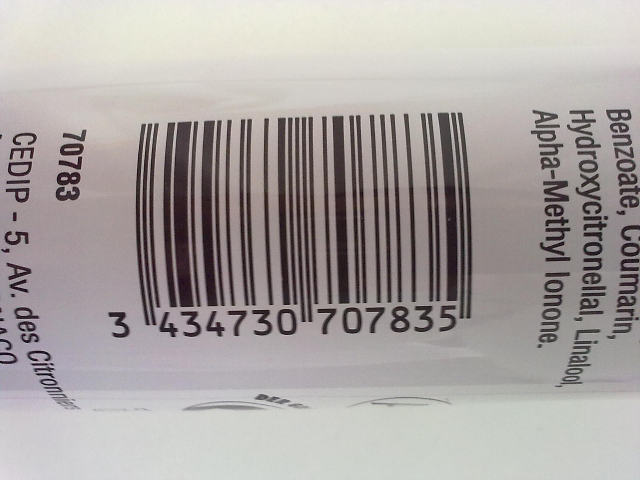 Benzoate, Coumarin,
Hydroxycitronellal, Linalool,
Alpha-Methyl Ionone.
3 434730 707835
70783
CEDIP - 5, Av. des Citronniers